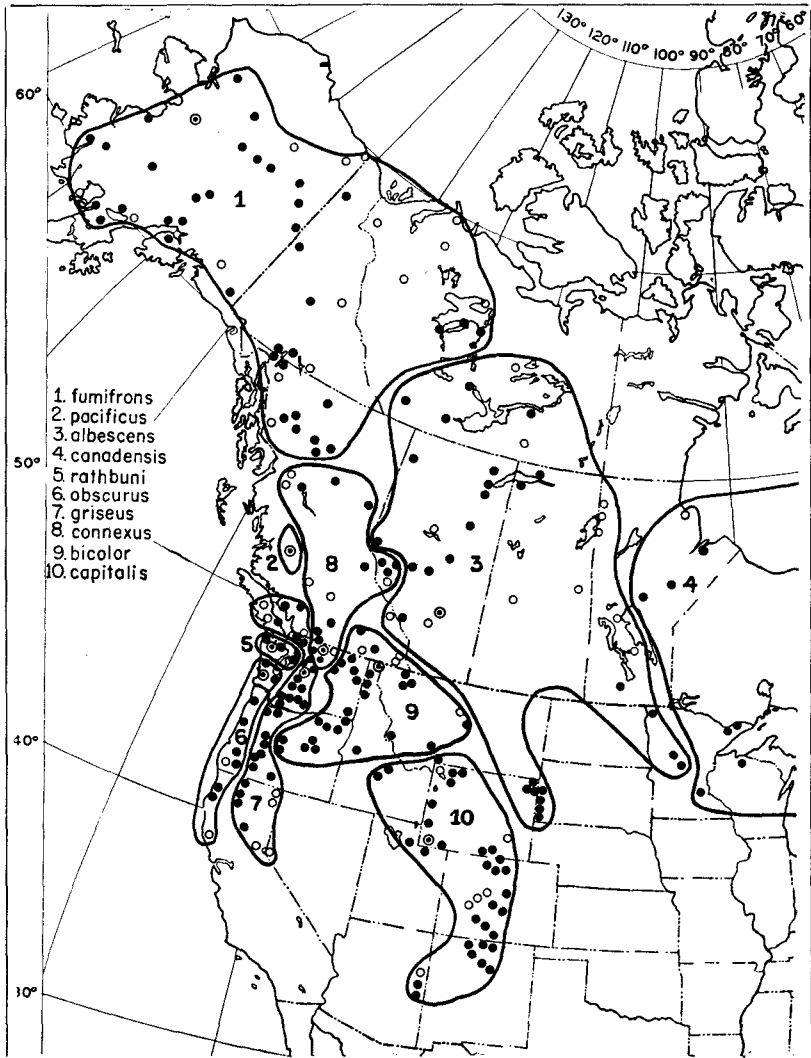 130° 120° 110° 100° 90° 80° 70° 60°
60°
1
1. fumifrons
2. pacificus
3. albescens
4. canadensis
5. rathbuni
6. obscurus
7. griseus
8. connexus
9. bicolor
10. capitalis
50°
2
8
3
4
5
9
6
40°
7
10
30°